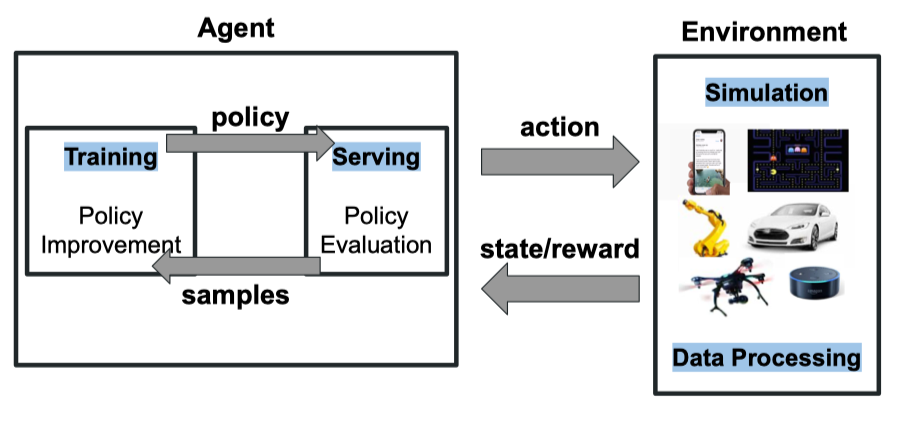 Agent
Environment
policy
Training
Serving
Policy
Improvement
Policy
Evaluation
samples
action
state/reward
Simulation
Data Processing